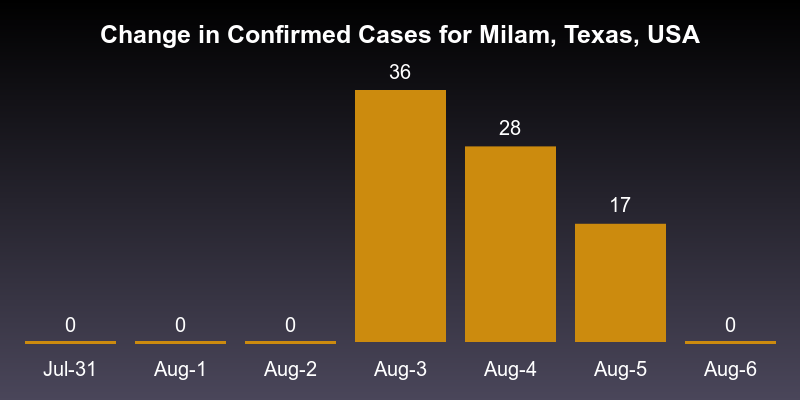 Change in Confirmed Cases for Milam, Texas, USA
36
28
17
0 0 0 0
Jul-31 Aug-1 Aug-2 Aug-3 Aug-4 Aug-5 Aug-6